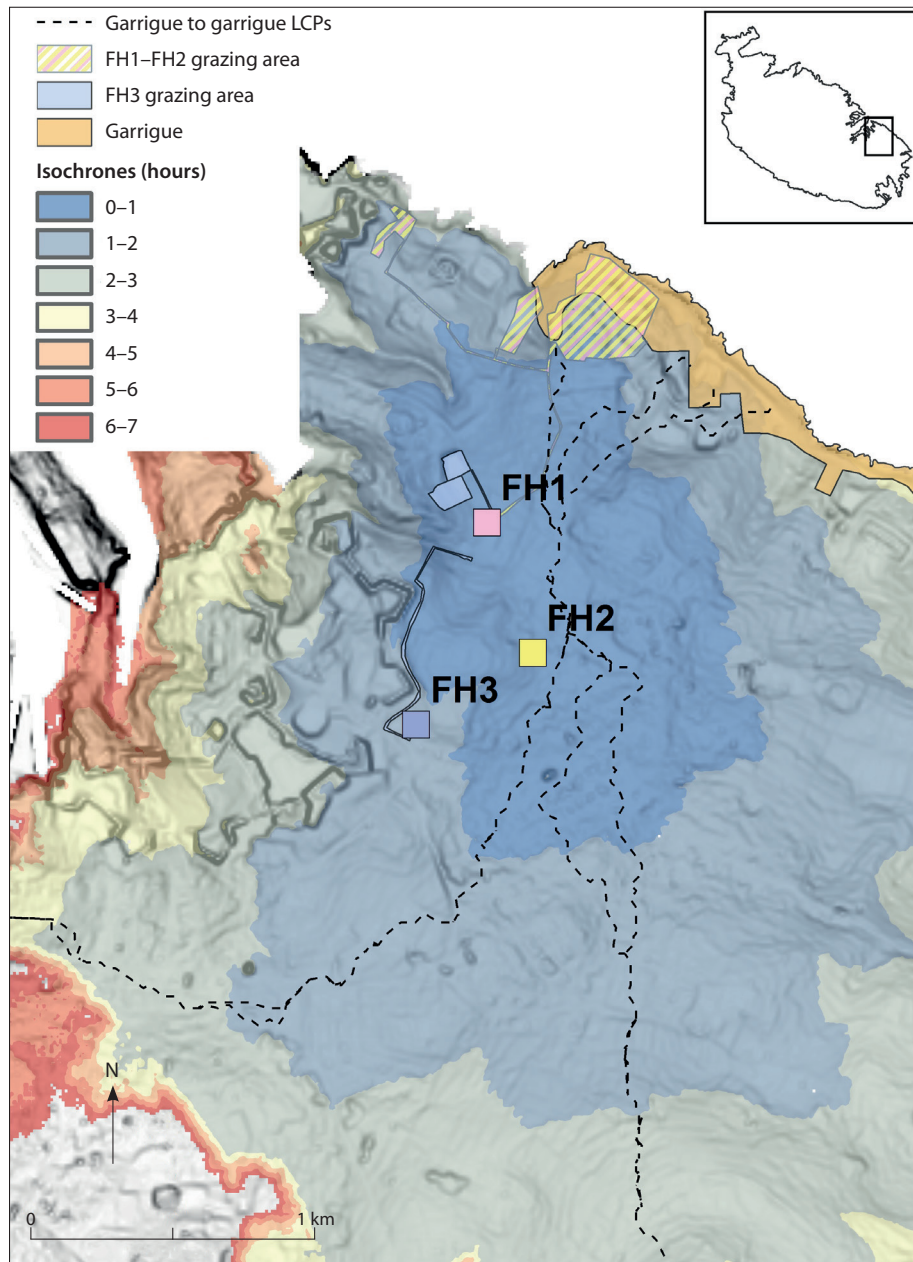 Garrigue to garrigue LCPs
FH1–FH2 grazing area
FH3 grazing area
Garrigue
Isochrones (hours)
0–1
1–2
2–3
3–4
4–5
5–6
6–7
FH1
FH2
FH3
N
0 1 km